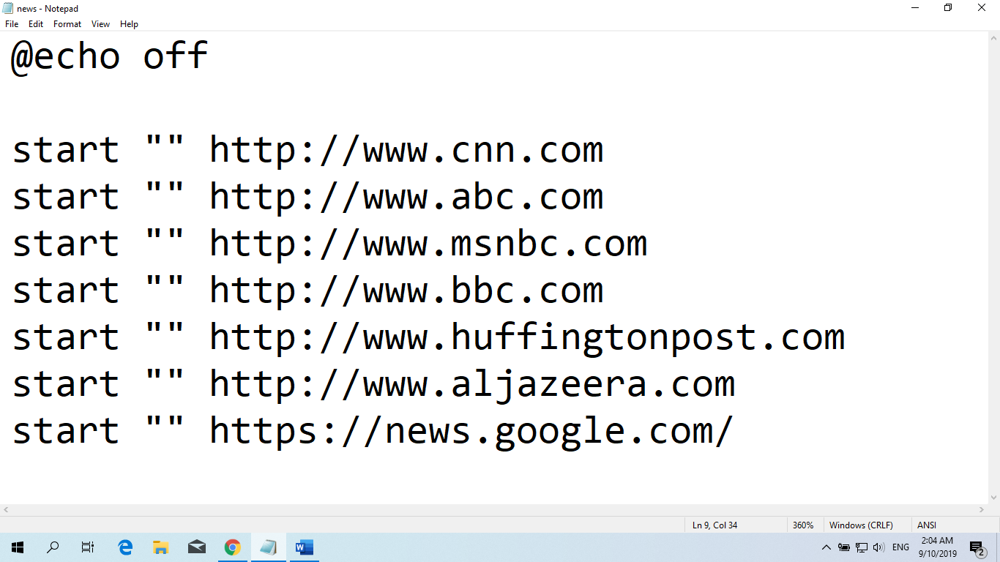 news - Notepad
File Edit Format View Help
@echo off
start "" http://www.cnn.com
start "" http://www.abc.com
start "" http://www.msnbc.com
start "" http://www.bbc.com
start "" http://www.huffingtonpost.com
start "" http://www.aljazeera.com
start "" https://news.google.com/
Ln 9, Col 34 360% Windows (CRLF) ANSI
ENG 2:04 AM
9/10/2019 2